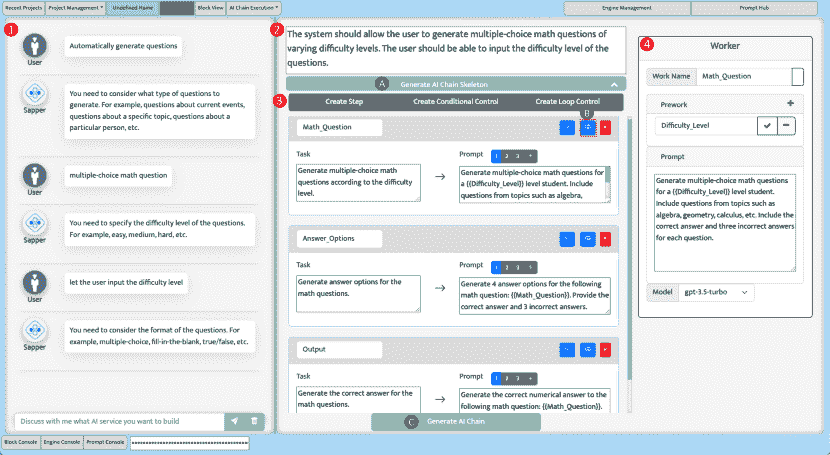 Recent Projects
Project Management
Undefined Name
Block View
AI Chain Execution
Engine Management
Prompt Hub
1
User
Automatically generate questions
Sapper
You need to consider what type of questions to
generate. For example, questions about current events,
questions about a specific topic, questions about a
particular person, etc.
User
multiple-choice math question
Sapper
You need to specify the difficulty level of the questions.
For example, easy, medium, hard, etc.
User
let the user input the difficulty level
Sapper
You need to consider the format of the questions. For
example, multiple-choice, fill-in-the-blank, true/false, etc.
Discuss with me what AI service you want to build
2
The system should allow the user to generate multiple-choice math questions of
varying difficulty levels. The user should be able to input the difficulty level of the
questions.
A
Generate AI Chain Skeleton
3
Create Step
Create Conditional Control
Create Loop Control
B
Math_Question
Task
Generate multiple-choice math
questions according to the difficulty
level.
Prompt
1 2 3 +
Generate multiple-choice math questions for
a {{Difficulty_Level}} level student. Include
questions from topics such as algebra,
Answer_Options
Task
Generate answer options for the
math questions.
Prompt
1 2 3 +
Generate 4 answer options for the following
math question: {{Math_Question}}. Provide the
correct answer and 3 incorrect answers.
Output
Task
Generate the correct answer for the
math questions.
Prompt
1 2 3 +
Generate the correct numerical answer to the
following math question: {{Math_Question}}.
C
Generate AI Chain
4
Worker
Work Name
Math_Question
Prework
+
Difficulty_Level
Prompt
Generate multiple-choice math questions
for a {{Difficulty_Level}} level student.
Include questions from topics such as
algebra, geometry, calculus, etc. Include the
correct answer and three incorrect answers
for each question.
Model
gpt-3.5-turbo
Block Console
Engine Console
Prompt Console